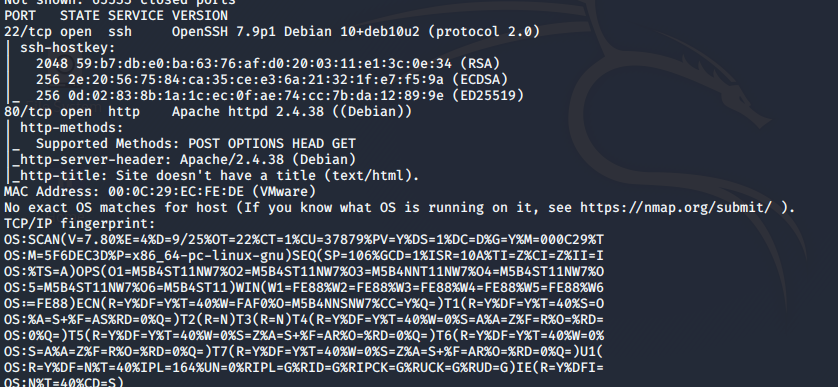 Not shown: 65533 closed ports
PORT   STATE SERVICE VERSION
22/tcp open  ssh     OpenSSH 7.9p1 Debian 10+deb10u2 (protocol 2.0)
| ssh-hostkey:
|   2048 59:b7:db:e0:ba:63:76:af:d0:20:03:11:e1:3c:0e:34 (RSA)
|   256 2e:20:56:75:84:ca:35:ce:e3:6a:21:32:1f:e7:f5:9a (ECDSA)
|_  256 0d:02:83:8b:1a:1c:ec:0f:ae:74:cc:7b:da:12:89:9e (ED25519)
80/tcp open  http    Apache httpd 2.4.38 ((Debian))
| http-methods:
|_  Supported Methods: POST OPTIONS HEAD GET
|_http-server-header: Apache/2.4.38 (Debian)
|_http-title: Site doesn't have a title (text/html).
MAC Address: 00:0C:29:EC:FE:DE (VMware)
No exact OS matches for host (If you know what OS is running on it, see https://nmap.org/submit/ ).
TCP/IP fingerprint:
OS:SCAN(V=7.80%E=4%D=9/25%OT=22%CT=1%CU=37879%PV=Y%DS=1%DC=D%G=Y%M=000C29%T
OS:M=5F6DEC3D%P=x86_64-pc-linux-gnu)SEQ(SP=106%GCD=1%ISR=10A%TI=Z%CI=Z%II=I
OS:%TS=A)OPS(O1=M5B4ST11NW7%O2=M5B4ST11NW7%O3=M5B4NNT11NW7%O4=M5B4ST11NW7%O
OS:5=M5B4ST11NW7%O6=M5B4ST11)WIN(W1=FE88%W2=FE88%W3=FE88%W4=FE88%W5=FE88%W6
OS:=FE88)ECN(R=Y%DF=Y%T=40%W=FAF0%O=M5B4NNSNW7%CC=Y%Q=)T1(R=Y%DF=Y%T=40%S=O
OS:%A=S+%F=AS%RD=0%Q=)T2(R=N)T3(R=N)T4(R=Y%DF=Y%T=40%W=0%S=A%A=Z%F=R%O=%RD=
OS:0%Q=)T5(R=Y%DF=Y%T=40%W=0%S=Z%A=S+%F=AR%O=%RD=0%Q=)T6(R=Y%DF=Y%T=40%W=0%
OS:S=A%A=Z%F=R%O=%RD=0%Q=)T7(R=Y%DF=Y%T=40%W=0%S=Z%A=S+%F=AR%O=%RD=0%Q=)U1(
OS:R=Y%DF=N%T=40%IPL=164%UN=0%RIPL=G%RID=G%RIPCK=G%RUCK=G%RUD=G)IE(R=Y%DFI=
OS:N%T=40%CD=S)